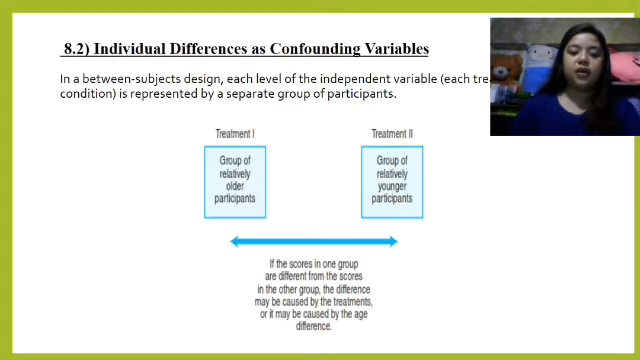 8.2) Individual Differences as Confounding Variables
In a between-subjects design, each level of the independent variable (each
condition) is represented by a separate group of participants.
Treatment I
Treatment II
Group of
relatively
older
participants
Group of
relatively
younger
participants
If the scores in one group
are different from the scores
in the other group, the difference
may be caused by the treatments,
or it may be caused by the age
difference.